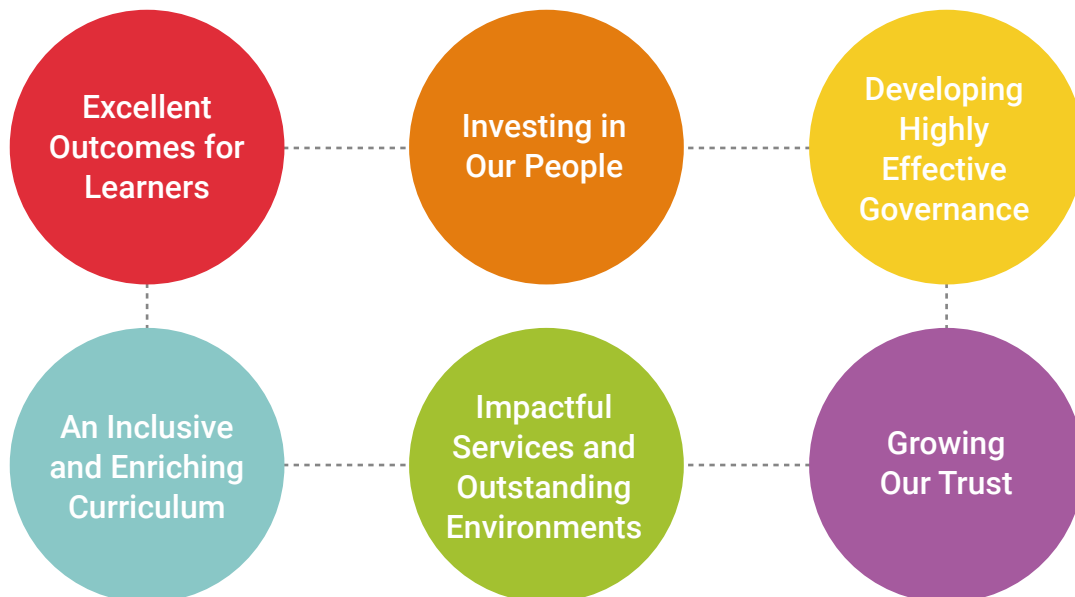 Excellent
Outcomes for
Learners
Investing in
Our People
Developing
Highly
Effective
Governance
An Inclusive
and Enriching
Curriculum
Impactful
Services and
Outstanding
Environments
Growing
Our Trust